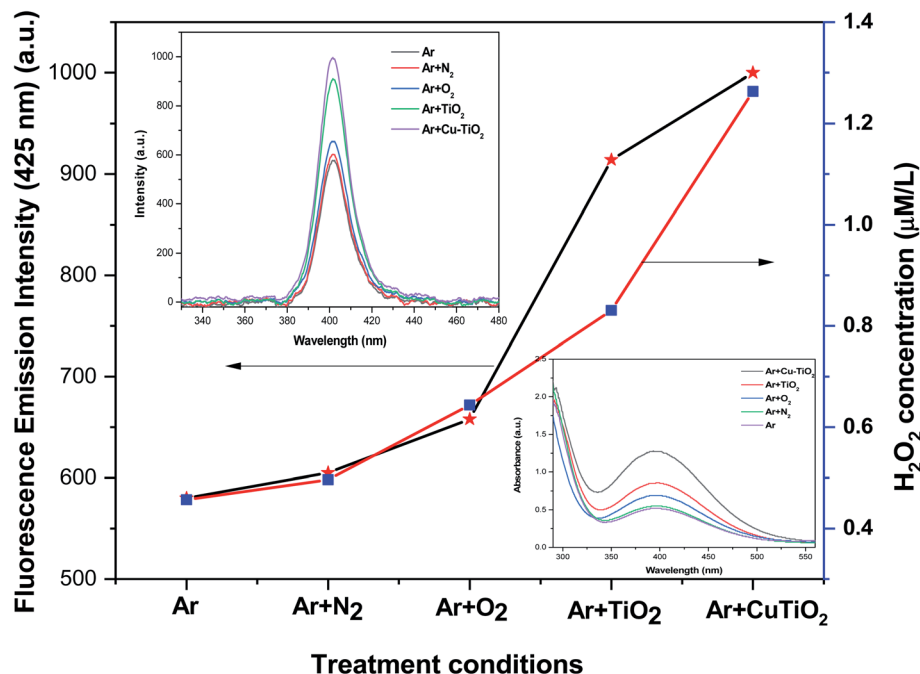 Fluorescence Emission Intensity (425 nm) (a.u.)
1000
900
800
700
600
500
1.4
1.2
1.0
0.8
0.6
0.4
H₂O₂ concentration (μM/L)
Ar
Ar+N₂
Ar+O₂
Ar+TiO₂
Ar+CuTiO₂
Treatment conditions
Intensity (a.u.)
1000
800
600
400
200
0
340 360 380 400 420 440 460 480
Wavelength (nm)
Ar
Ar+N₂
Ar+O₂
Ar+TiO₂
Ar+Cu-TiO₂
Absorbance (a.u.)
2.5
2.0
1.5
1.0
0.5
0.0
300 350 400 450 500 550
Wavelength (nm)
Ar+Cu-TiO₂
Ar+TiO₂
Ar+O₂
Ar+N₂
Ar